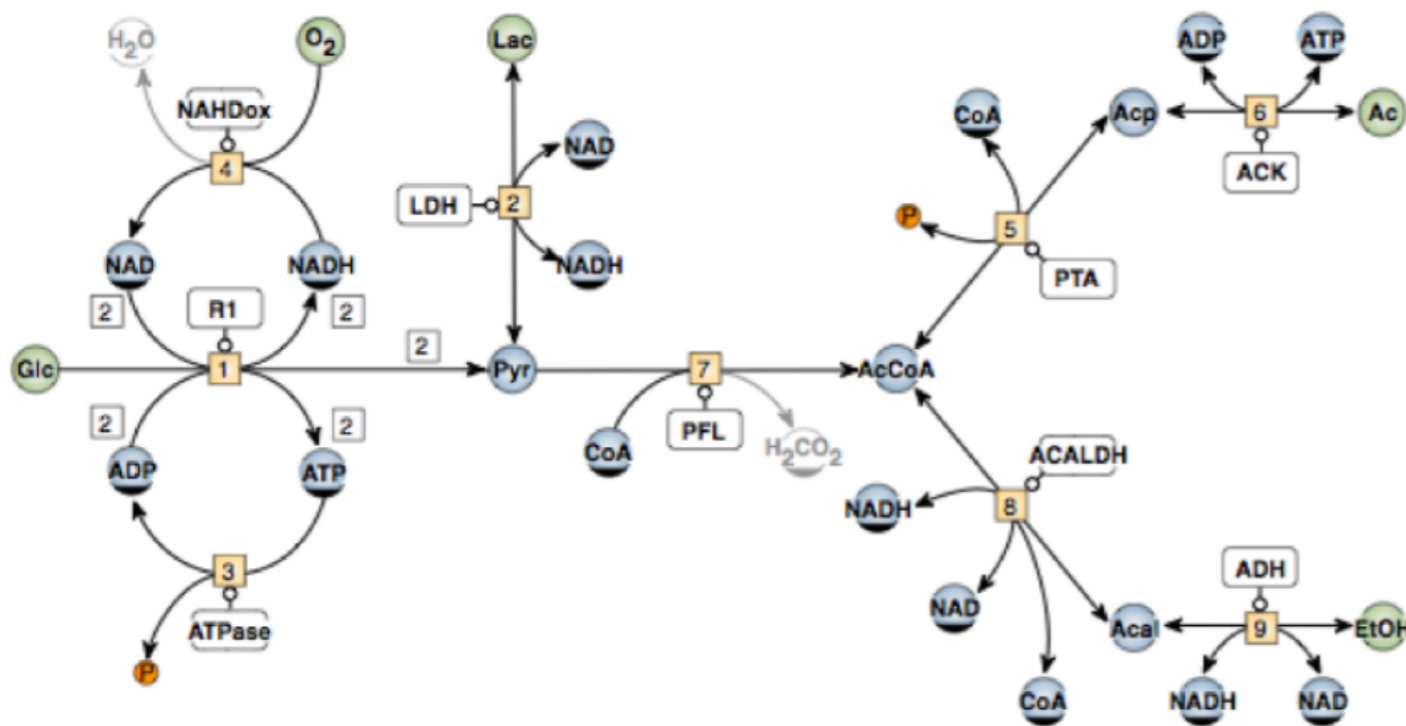 H2O
O2
Lac
ADP
ATP
NAHDox
CoA
Acp
6
Ac
4
NAD
ACK
LDH
2
P
5
NAD
NADH
NADH
PTA
2
R1
2
2
Glc
1
Pyr
7
AcCoA
2
2
PFL
ADP
ATP
CoA
H2CO2
ACALDH
NADH
8
3
ADH
ATPase
NAD
Acal
9
EtOH
P
CoA
NADH
NAD